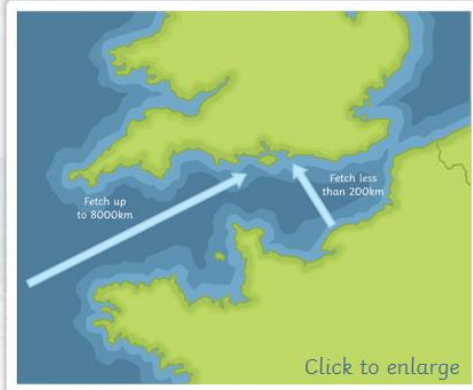 Fetch up
to 8000km
Fetch less
than 200km
Click to enlarge